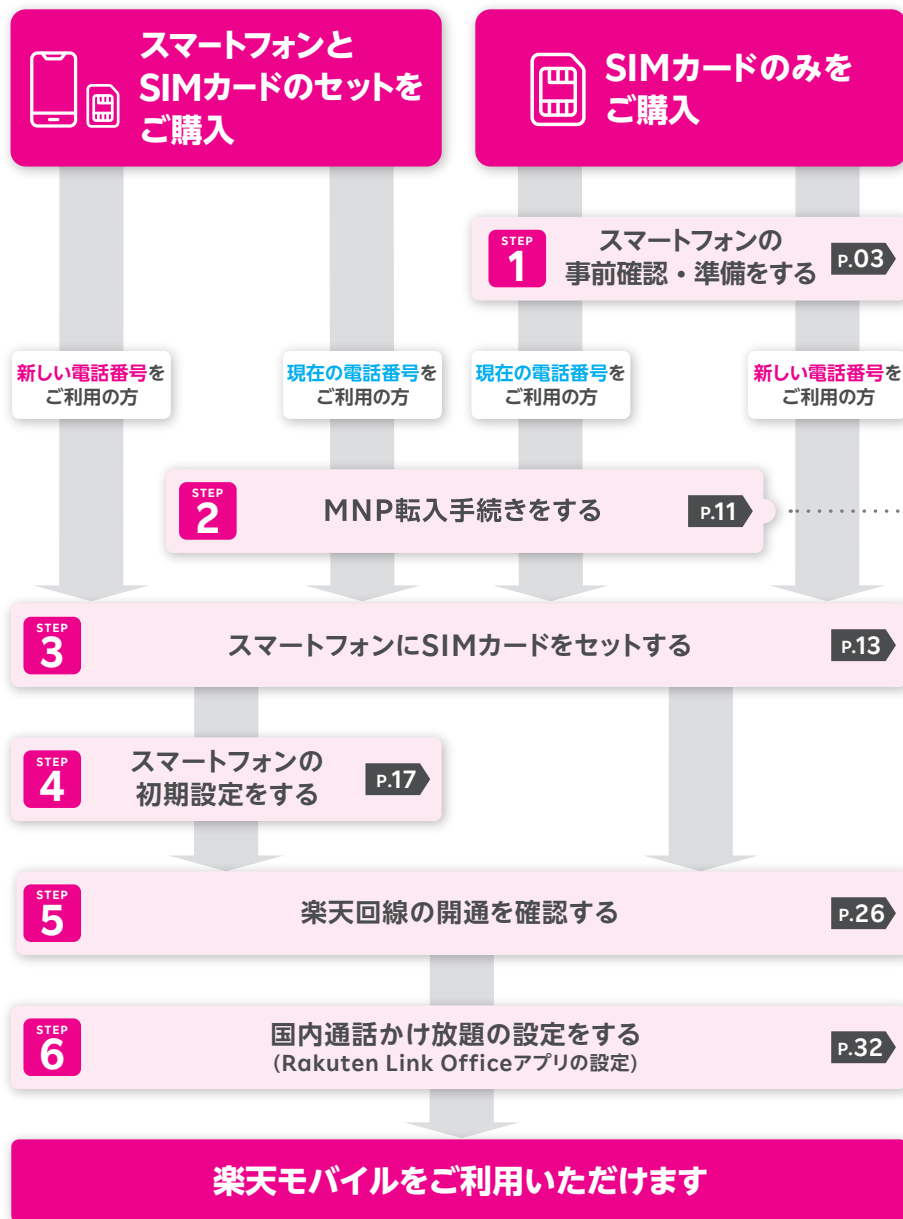 スマートフォンと
SIMカードのセットを
ご購入
SIMカードのみを
ご購入
STEP
1
スマートフォンの
事前確認・準備をする
P.03
新しい電話番号を
ご利用の方
現在の電話番号を
ご利用の方
現在の電話番号を
ご利用の方
新しい電話番号を
ご利用の方
STEP
2
MNP転入手続きをする
P.11
STEP
3
スマートフォンにSIMカードをセットする
P.13
STEP
4
スマートフォンの
初期設定をする
P.17
STEP
5
楽天回線の開通を確認する
P.26
STEP
6
国内通話かけ放題の設定をする
(Rakuten Link Officeアプリの設定)
P.32
楽天モバイルをご利用いただけます